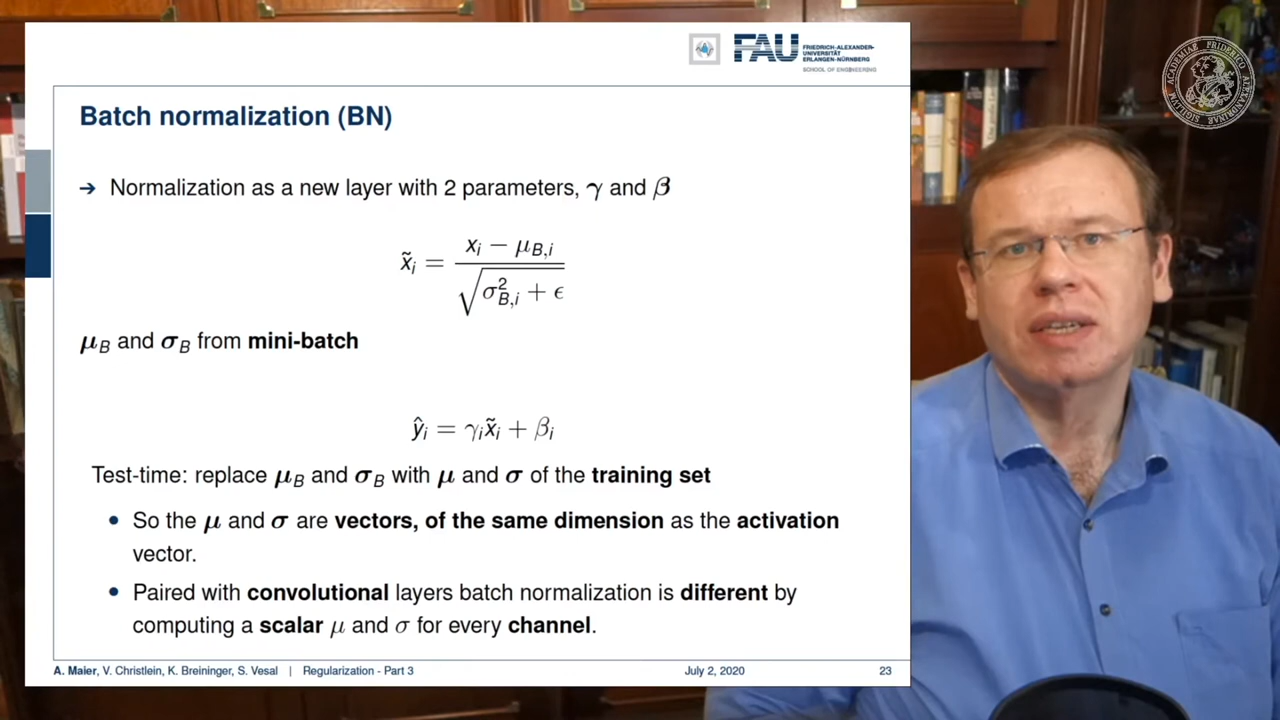 FAU
FRIEDRICH-ALEXANDER-
UNIVERSITÄT
ERLANGEN-NÜRNBERG
SCHOOL OF ENGINEERING
Batch normalization (BN)
➔ Normalization as a new layer with 2 parameters, γ and β
x̃ᵢ = (xᵢ − μ_B,i) / √(σ²_B,i + ϵ)
μ_B and σ_B from mini-batch
ŷᵢ = γᵢx̃ᵢ + βᵢ
Test-time: replace μ_B and σ_B with μ and σ of the training set
• So the μ and σ are vectors, of the same dimension as the activation
vector.
• Paired with convolutional layers batch normalization is different by
computing a scalar μ and σ for every channel.
A. Maier, V. Christlein, K. Breininger, S. Vesal | Regularization - Part 3 July 2, 2020 23